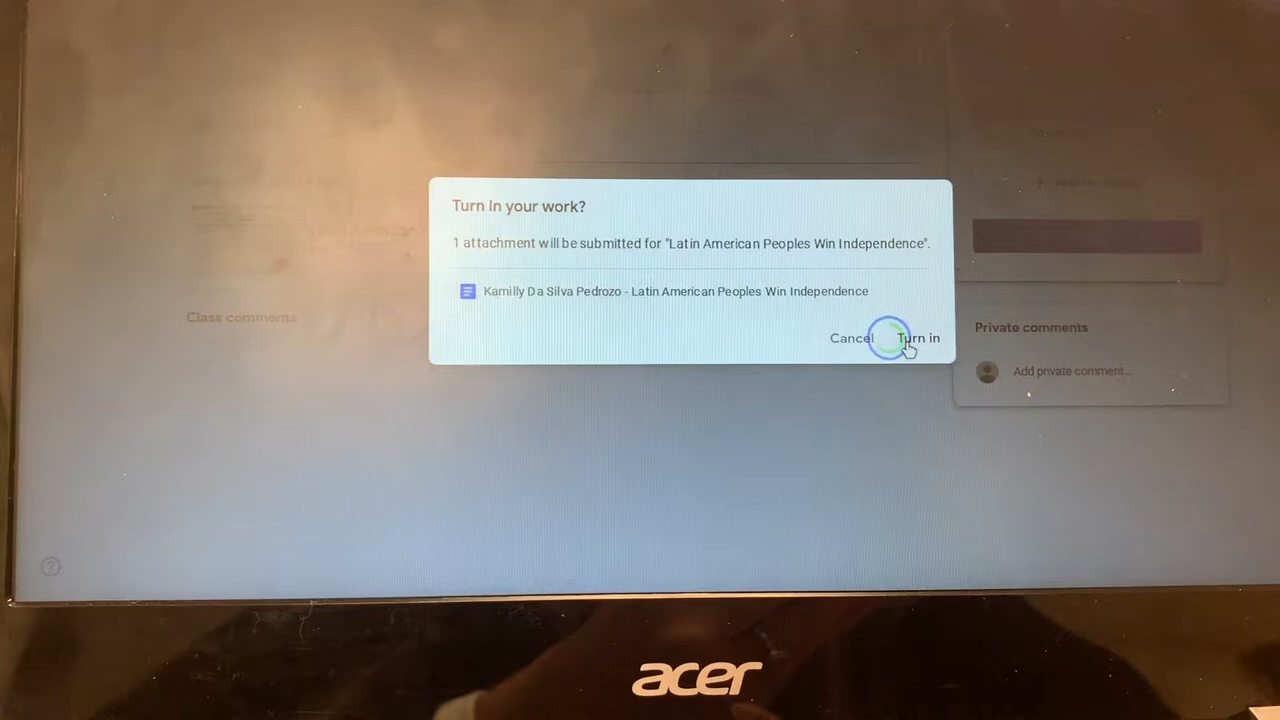 Turn in your work?
1 attachment will be submitted for "Latin American Peoples Win Independence".
Kamilly Da Silva Pedrozo - Latin American Peoples Win Independence
Cancel Turn in
Class comments
Private comments
Add private comment...
acer